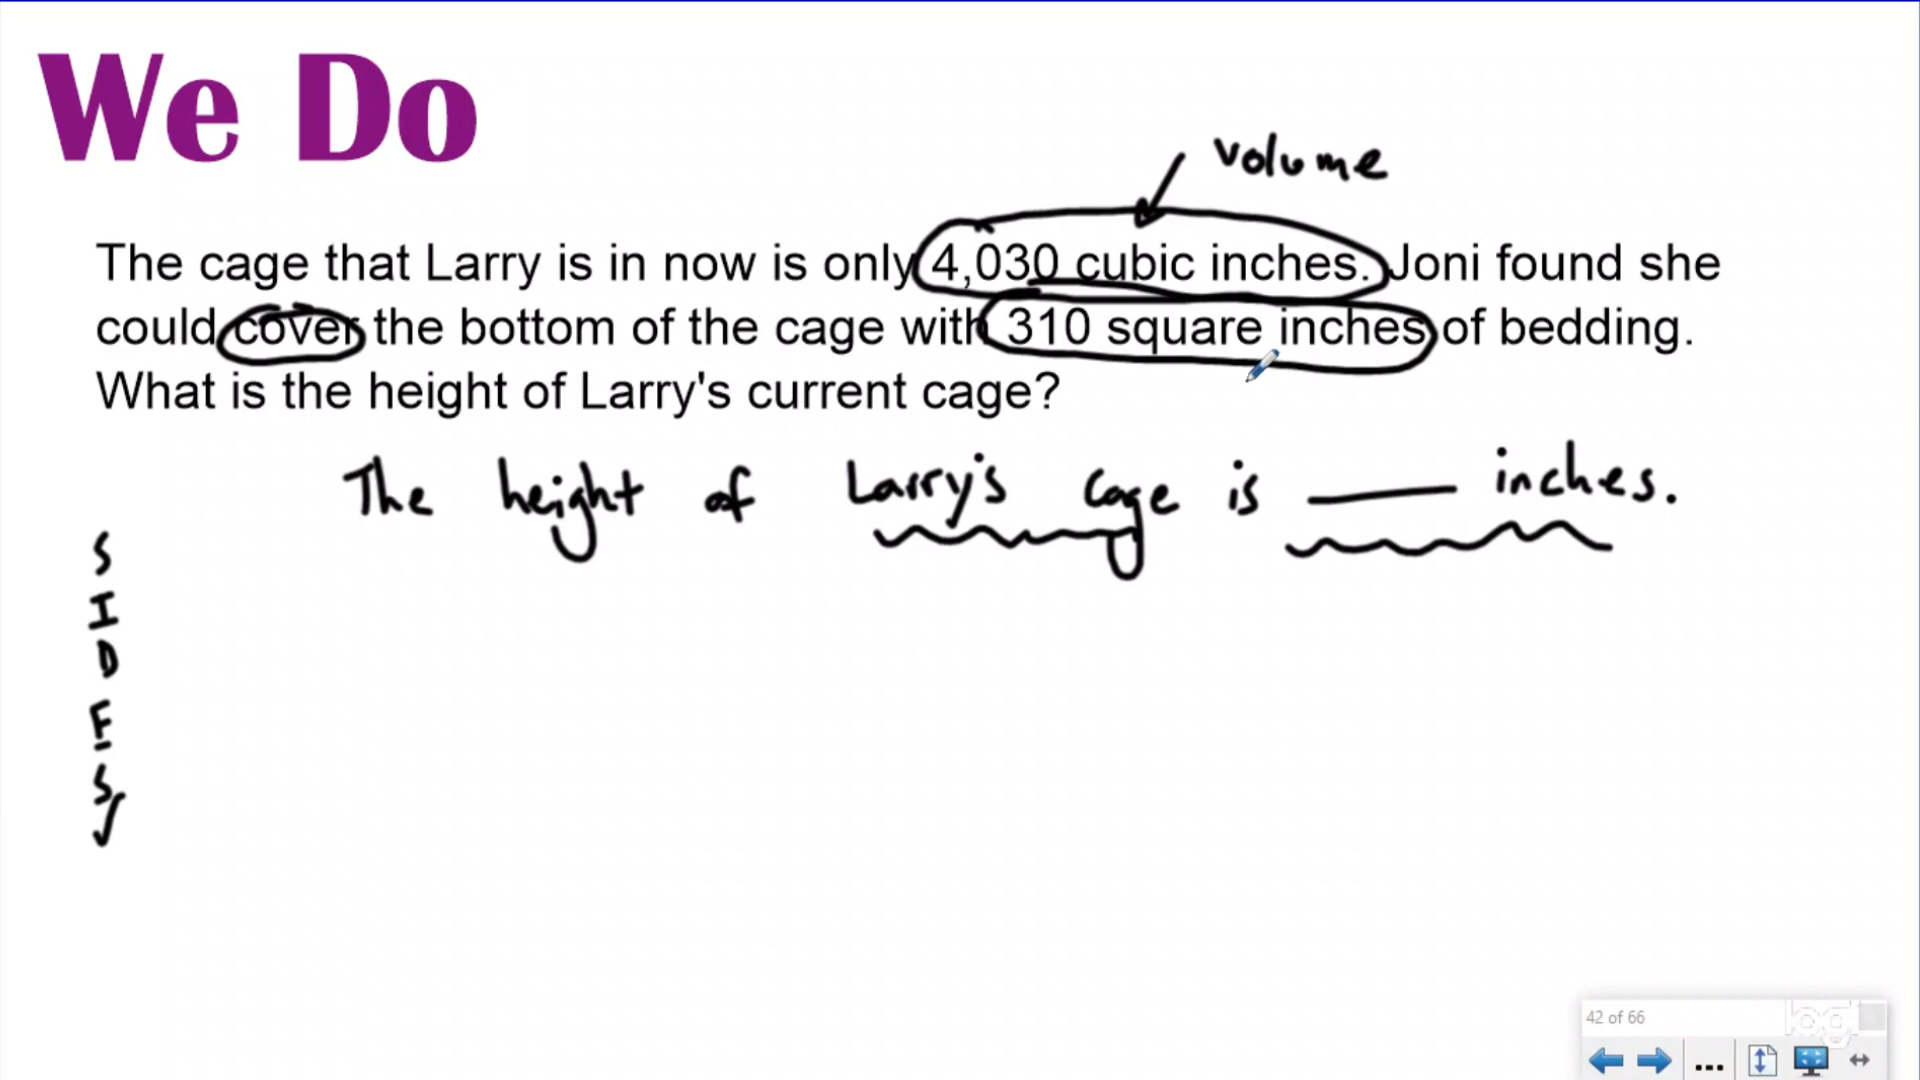 We Do
volume
The cage that Larry is in now is only 4,030 cubic inches. Joni found she
could cover the bottom of the cage with 310 square inches of bedding.
What is the height of Larry's current cage?
The height of Larry's cage is ____ inches.
S
I
D
E
S
42 of 66